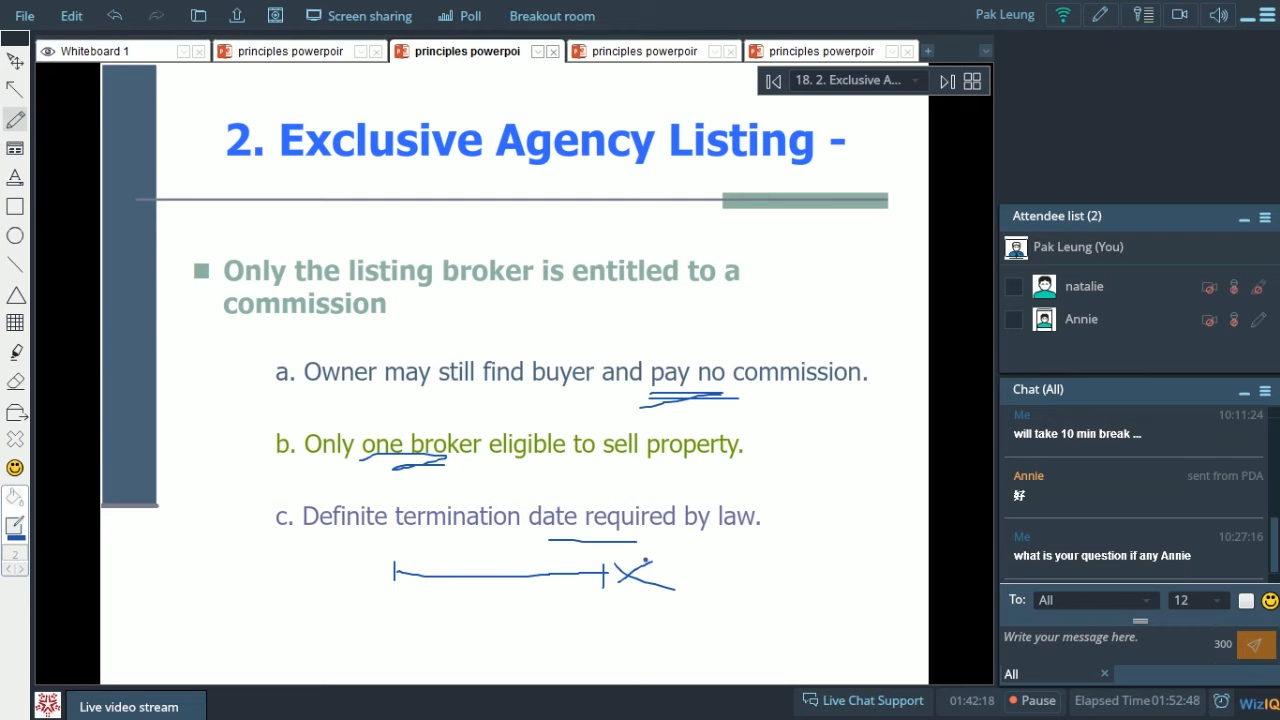 File Edit Screen sharing Poll Breakout room Pak Leung
Whiteboard 1 principles powerpoir principles powerpoi principles powerpoir principles powerpoir
18. 2. Exclusive A...
2. Exclusive Agency Listing -
Only the listing broker is entitled to a
commission
a. Owner may still find buyer and pay no commission.
b. Only one broker eligible to sell property.
c. Definite termination date required by law.
2
Attendee list (2)
Pak Leung (You)
natalie
Annie
Chat (All)
Me 10:11:24
will take 10 min break ...
Annie sent from PDA
好
Me 10:27:16
what is your question if any Annie
To: All 12
Write your message here. 300
All
Live video stream Live Chat Support 01:42:18 Pause Elapsed Time 01:52:48 WizIQ